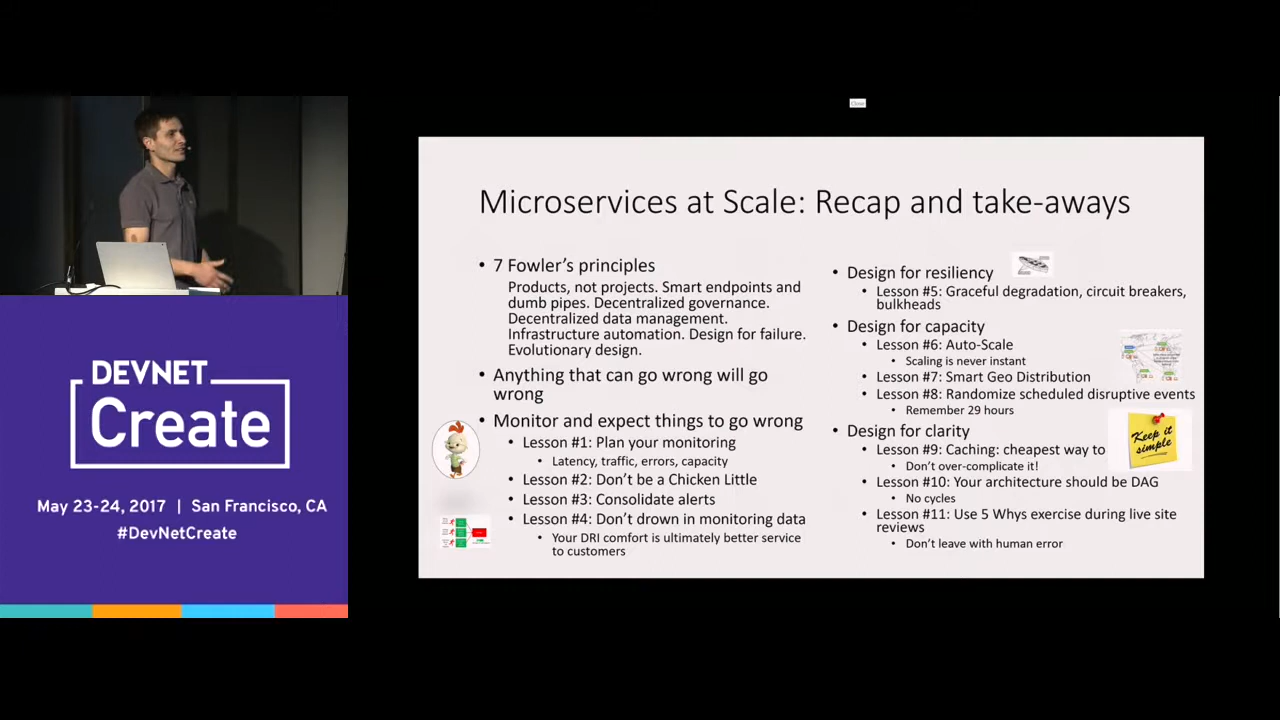 Close
Microservices at Scale: Recap and take-aways
• 7 Fowler's principles
Products, not projects. Smart endpoints and
dumb pipes. Decentralized governance.
Decentralized data management.
Infrastructure automation. Design for failure.
Evolutionary design.
• Anything that can go wrong will go
wrong
• Monitor and expect things to go wrong
• Lesson #1: Plan your monitoring
• Latency, traffic, errors, capacity
• Lesson #2: Don't be a Chicken Little
• Lesson #3: Consolidate alerts
• Lesson #4: Don't drown in monitoring data
• Your DRI comfort is ultimately better service
to customers
• Design for resiliency
• Lesson #5: Graceful degradation, circuit breakers,
bulkheads
• Design for capacity
• Lesson #6: Auto-Scale
• Scaling is never instant
• Lesson #7: Smart Geo Distribution
• Lesson #8: Randomize scheduled disruptive events
• Remember 29 hours
• Design for clarity
• Lesson #9: Caching: cheapest way to
• Don't over-complicate it!
• Lesson #10: Your architecture should be DAG
• No cycles
• Lesson #11: Use 5 Whys exercise during live site
reviews
• Don't leave with human error
Keep it
simple
DEVNET
Create
May 23-24, 2017 | San Francisco, CA
#DevNetCreate